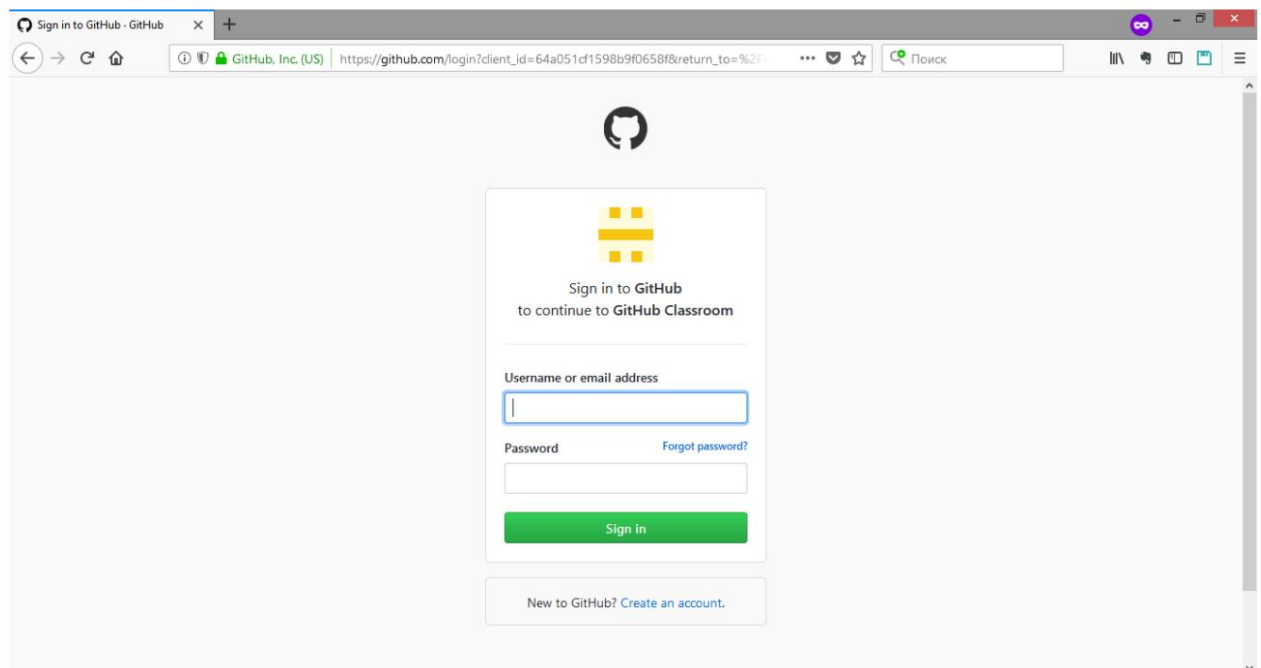 Sign in to GitHub · GitHub
GitHub, Inc. (US) https://github.com/login?client_id=64a051cf1598b9f0658f&return_to=%2F
Поиск
Sign in to GitHub
to continue to GitHub Classroom
Username or email address
Password Forgot password?
Sign in
New to GitHub? Create an account.